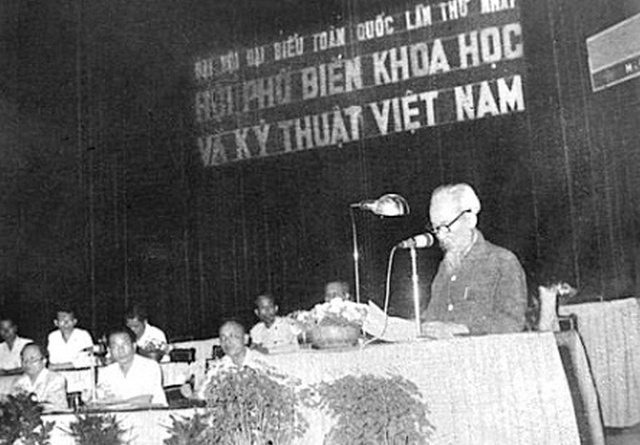 ĐẠI HỘI ĐẠI BIỂU TOÀN QUỐC LẦN THỨ NHẤT
HỘI PHỔ BIẾN KHOA HỌC
VÀ KỸ THUẬT VIỆT NAM